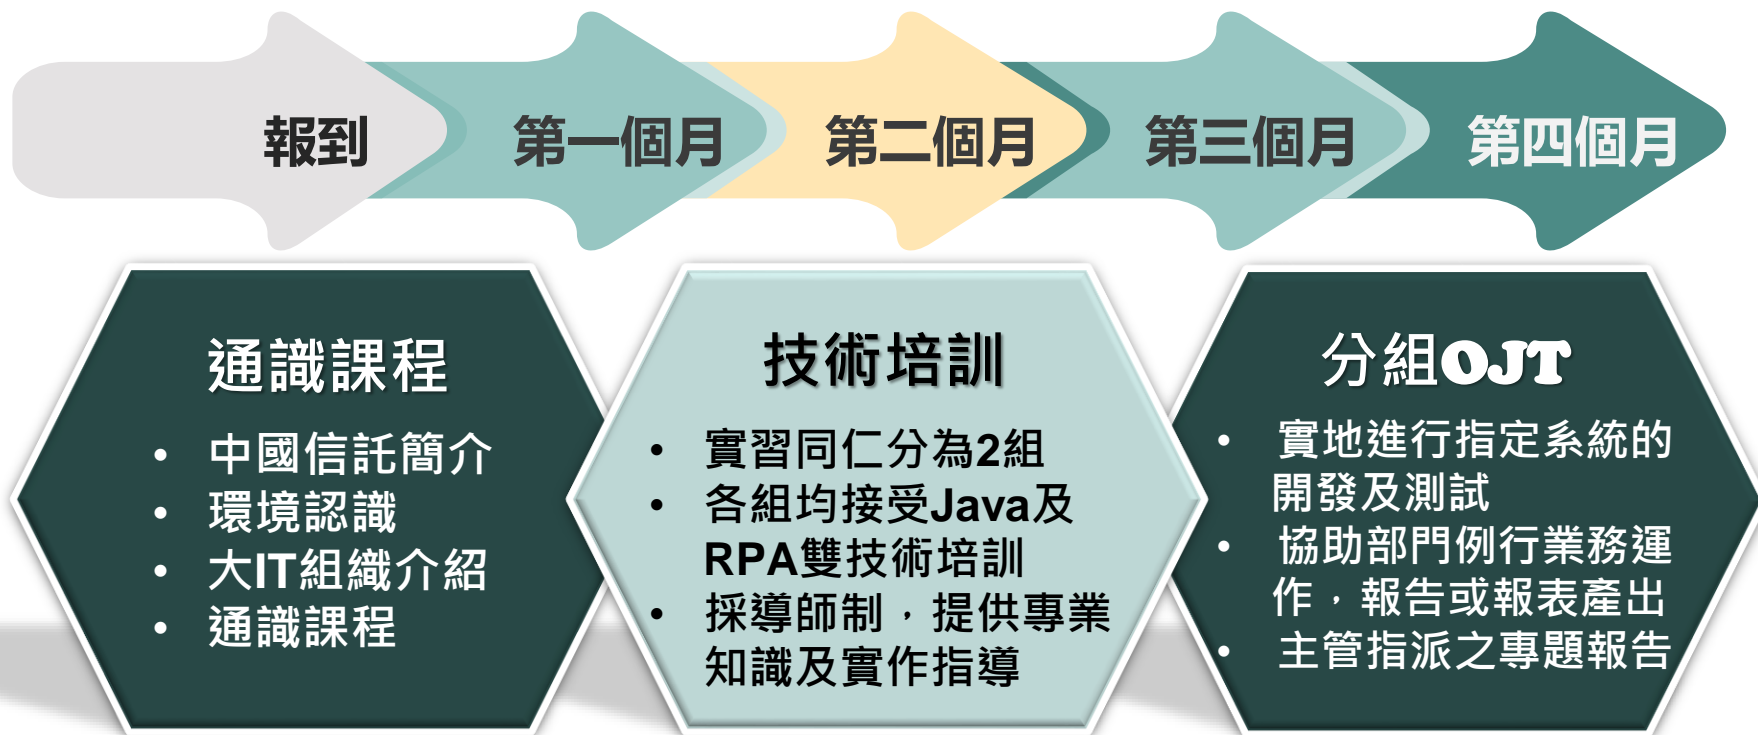 報到
第一個月
第二個月
第三個月
第四個月
通識課程
• 中國信託簡介
• 環境認識
• 大IT組織介紹
• 通識課程
技術培訓
• 實習同仁分為2組
• 各組均接受Java及
RPA雙技術培訓
• 採導師制，提供專業
知識及實作指導
分組OJT
• 實地進行指定系統的
開發及測試
• 協助部門例行業務運
作，報告或報表產出
• 主管指派之專題報告